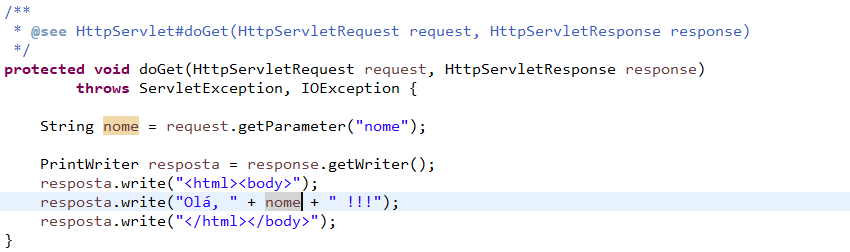 /**
 * @see HttpServlet#doGet(HttpServletRequest request, HttpServletResponse response)
 */
protected void doGet(HttpServletRequest request, HttpServletResponse response)
        throws ServletException, IOException {
    String nome = request.getParameter("nome");
    PrintWriter resposta = response.getWriter();
    resposta.write("<html><body>");
    resposta.write("Olá, " + nome + " !!!");
    resposta.write("</html></body>");
}